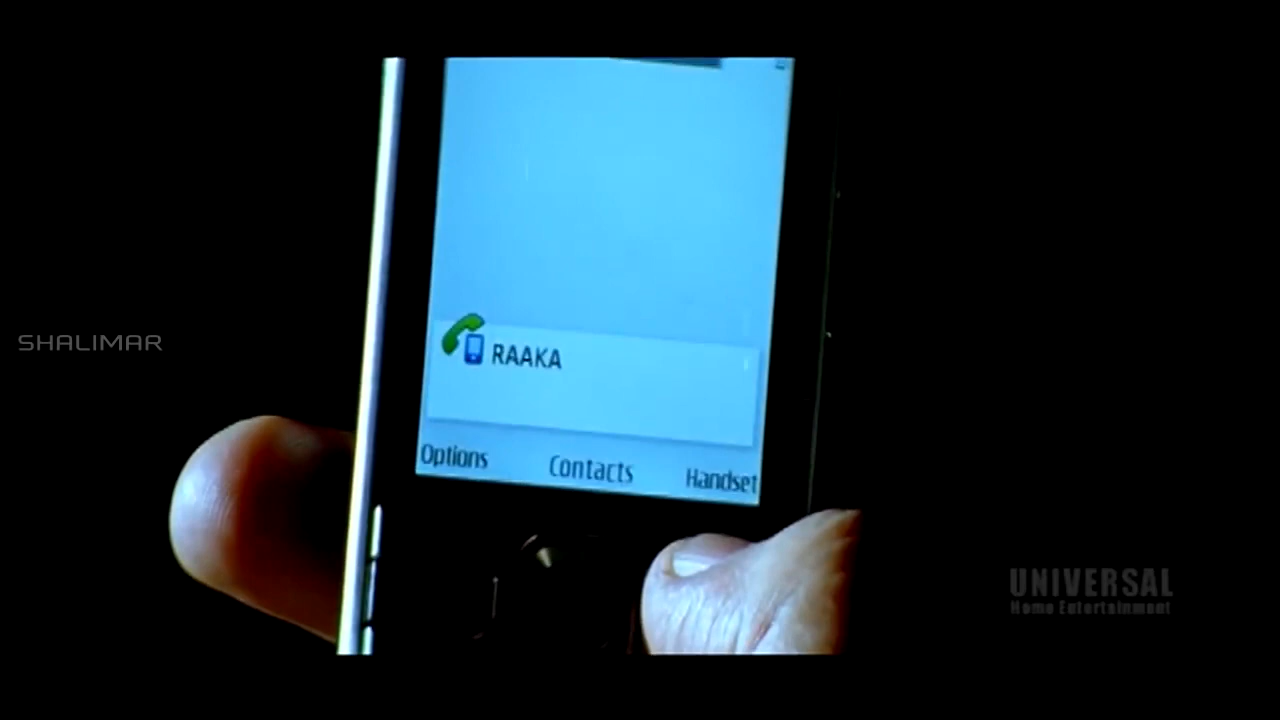 SHALIMAR
RAAKA
Options Contacts Handset
UNIVERSAL
Home Entertainment